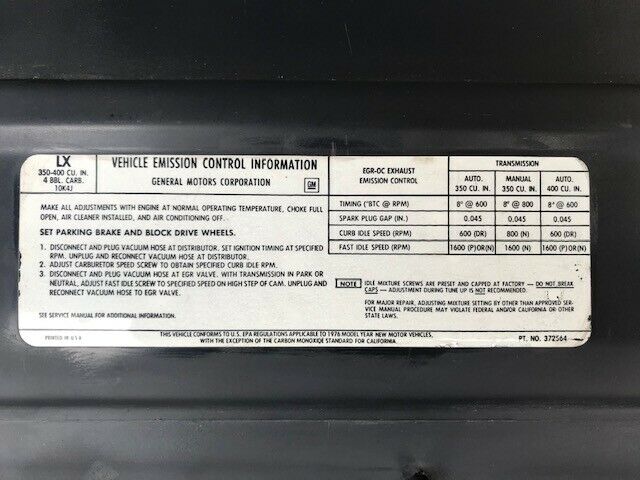 LX
350-400 CU. IN.
4 BBL. CARB.
10K4J
VEHICLE EMISSION CONTROL INFORMATION
GENERAL MOTORS CORPORATION
GM
MAKE ALL ADJUSTMENTS WITH ENGINE AT NORMAL OPERATING TEMPERATURE, CHOKE FULL
OPEN, AIR CLEANER INSTALLED, AND AIR CONDITIONING OFF.
SET PARKING BRAKE AND BLOCK DRIVE WHEELS.
1. DISCONNECT AND PLUG VACUUM HOSE AT DISTRIBUTOR. SET IGNITION TIMING AT SPECIFIED
RPM. UNPLUG AND RECONNECT VACUUM HOSE AT DISTRIBUTOR.
2. ADJUST CARBURETOR SPEED SCREW TO OBTAIN SPECIFIED CURB IDLE RPM.
3. DISCONNECT AND PLUG VACUUM HOSE AT EGR VALVE. WITH TRANSMISSION IN PARK OR
NEUTRAL, ADJUST FAST IDLE SCREW TO SPECIFIED SPEED ON HIGH STEP OF CAM. UNPLUG AND
RECONNECT VACUUM HOSE TO EGR VALVE.
SEE SERVICE MANUAL FOR ADDITIONAL INFORMATION.
EGR-OC EXHAUST
EMISSION CONTROL
TRANSMISSION
AUTO. MANUAL AUTO.
350 CU. IN. 350 CU. IN. 400 CU. IN.
TIMING (°BTC @ RPM) 8° @ 600 8° @ 800 8° @ 600
SPARK PLUG GAP (IN.) 0.045 0.045 0.045
CURB IDLE SPEED (RPM) 600 (DR) 800 (N) 600 (DR)
FAST IDLE SPEED (RPM) 1600 (P)OR(N) 1600 (N) 1600 (P)OR(N)
NOTE IDLE MIXTURE SCREWS ARE PRESET AND CAPPED AT FACTORY — DO NOT BREAK
CAPS — ADJUSTMENT DURING TUNE UP IS NOT RECOMMENDED.
FOR MAJOR REPAIR, ADJUSTING MIXTURE SETTING BY OTHER THAN APPROVED SER-
VICE MANUAL PROCEDURE MAY VIOLATE FEDERAL AND/OR CALIFORNIA OR OTHER
STATE LAWS.
PRINTED IN U S A
THIS VEHICLE CONFORMS TO U.S. EPA REGULATIONS APPLICABLE TO 1976 MODEL YEAR NEW MOTOR VEHICLES,
WITH THE EXCEPTION OF THE CARBON MONOXIDE STANDARD FOR CALIFORNIA.
PT. NO. 372564